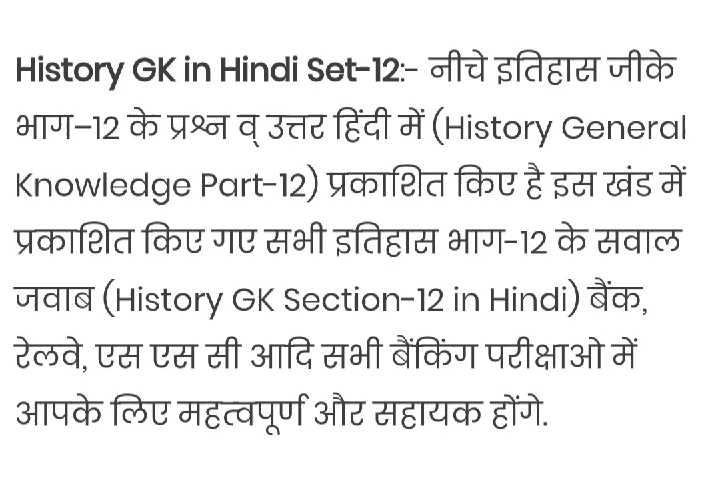 History GK in Hindi Set-12:- नीचे इतिहास जीके
भाग–12 के प्रश्न व् उत्तर हिंदी में (History General
Knowledge Part-12) प्रकाशित किए है इस खंड में
प्रकाशित किए गए सभी इतिहास भाग-12 के सवाल
जवाब (History GK Section-12 in Hindi) बैंक,
रेलवे, एस एस सी आदि सभी बैंकिंग परीक्षाओ में
आपके लिए महत्वपूर्ण और सहायक होंगे.